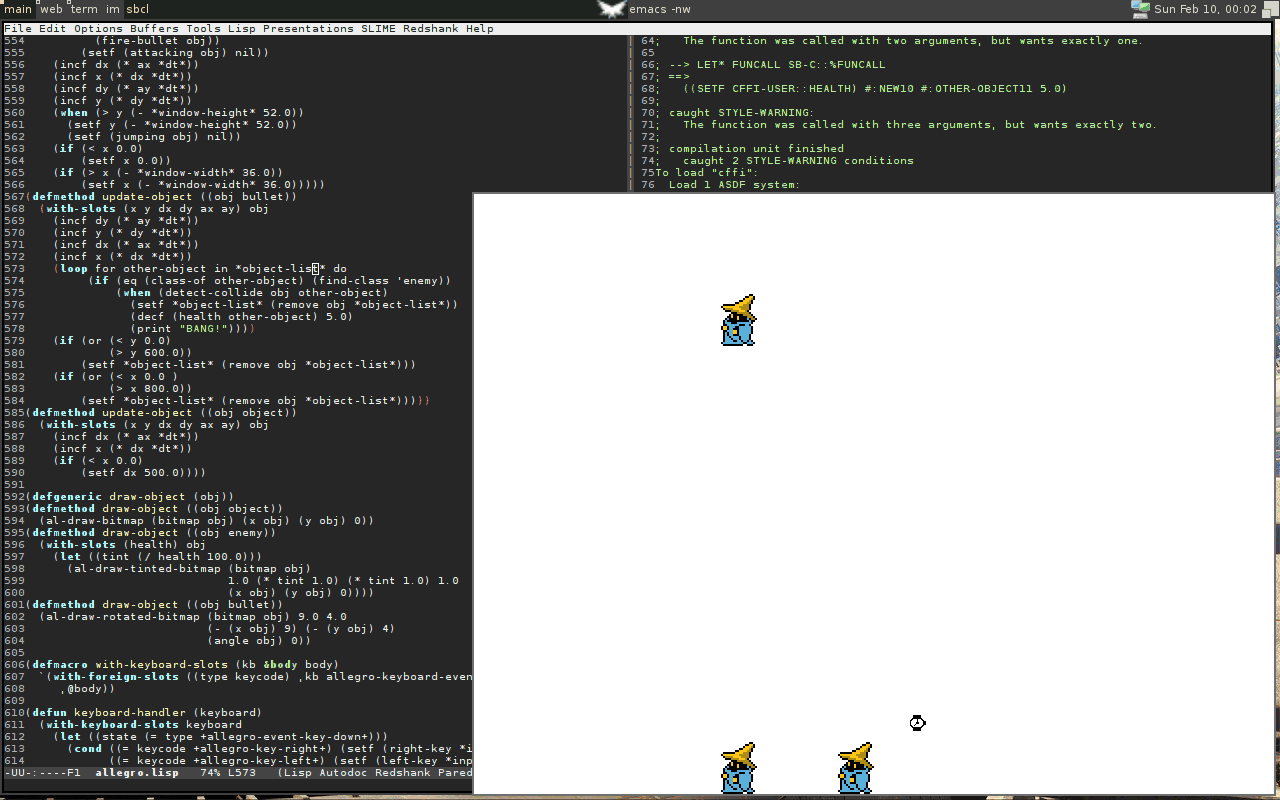 main web term im sbcl emacs -nw Sun Feb 10, 00:02
File Edit Options Buffers Tools Lisp Presentations SLIME Redshank Help
554         (fire-bullet obj))
555       (setf (attacking obj) nil))
556   (incf dx (* ax *dt*))
557   (incf x (* dx *dt*))
558   (incf dy (* ay *dt*))
559   (incf y (* dy *dt*))
560   (when (> y (- *window-height* 52.0))
561     (setf y (- *window-height* 52.0))
562     (setf (jumping obj) nil))
563   (if (< x 0.0)
564       (setf x 0.0))
565   (if (> x (- *window-width* 36.0))
566       (setf x (- *window-width* 36.0)))))
567(defmethod update-object ((obj bullet))
568 (with-slots (x y dx dy ax ay) obj
569   (incf dy (* ay *dt*))
570   (incf y (* dy *dt*))
571   (incf dx (* ax *dt*))
572   (incf x (* dx *dt*))
573   (loop for other-object in *object-list* do
574        (if (eq (class-of other-object) (find-class 'enemy))
575            (when (detect-collide obj other-object)
576              (setf *object-list* (remove obj *object-list*))
577              (decf (health other-object) 5.0)
578              (print "BANG!"))))
579   (if (or (< y 0.0)
580           (> y 600.0))
581       (setf *object-list* (remove obj *object-list*)))
582   (if (or (< x 0.0 )
583           (> x 800.0))
584       (setf *object-list* (remove obj *object-list*)))))
585(defmethod update-object ((obj object))
586 (with-slots (x y dx dy ax ay) obj
587   (incf dx (* ax *dt*))
588   (incf x (* dx *dt*))
589   (if (< x 0.0)
590       (setf dx 500.0))))
591
592(defgeneric draw-object (obj))
593(defmethod draw-object ((obj object))
594 (al-draw-bitmap (bitmap obj) (x obj) (y obj) 0))
595(defmethod draw-object ((obj enemy))
596 (with-slots (health) obj
597   (let ((tint (/ health 100.0)))
598     (al-draw-tinted-bitmap (bitmap obj)
599                            1.0 (* tint 1.0) (* tint 1.0) 1.0
600                            (x obj) (y obj) 0))))
601(defmethod draw-object ((obj bullet))
602 (al-draw-rotated-bitmap (bitmap obj) 9.0 4.0
603                         (- (x obj) 9) (- (y obj) 4)
604                         (angle obj) 0))
605
606(defmacro with-keyboard-slots (kb &body body)
607 `(with-foreign-slots ((type keycode) ,kb allegro-keyboard-even
608    ,@body))
609
610(defun keyboard-handler (keyboard)
611 (with-keyboard-slots keyboard
612   (let ((state (= type +allegro-event-key-down+)))
613     (cond ((= keycode +allegro-key-right+) (setf (right-key *i
614           ((= keycode +allegro-key-left+) (setf (left-key *inp
-UU-:----F1  allegro.lisp   74% L573   (Lisp Autodoc Redshank Pared
64;   The function was called with two arguments, but wants exactly one.
65
66; --> LET* FUNCALL SB-C::%FUNCALL
67; ==>
68;   ((SETF CFFI-USER::HEALTH) #:NEW10 #:OTHER-OBJECT11 5.0)
69;
70; caught STYLE-WARNING:
71;   The function was called with three arguments, but wants exactly two.
72;
73; compilation unit finished
74;   caught 2 STYLE-WARNING conditions
75To load "cffi":
76  Load 1 ASDF system: